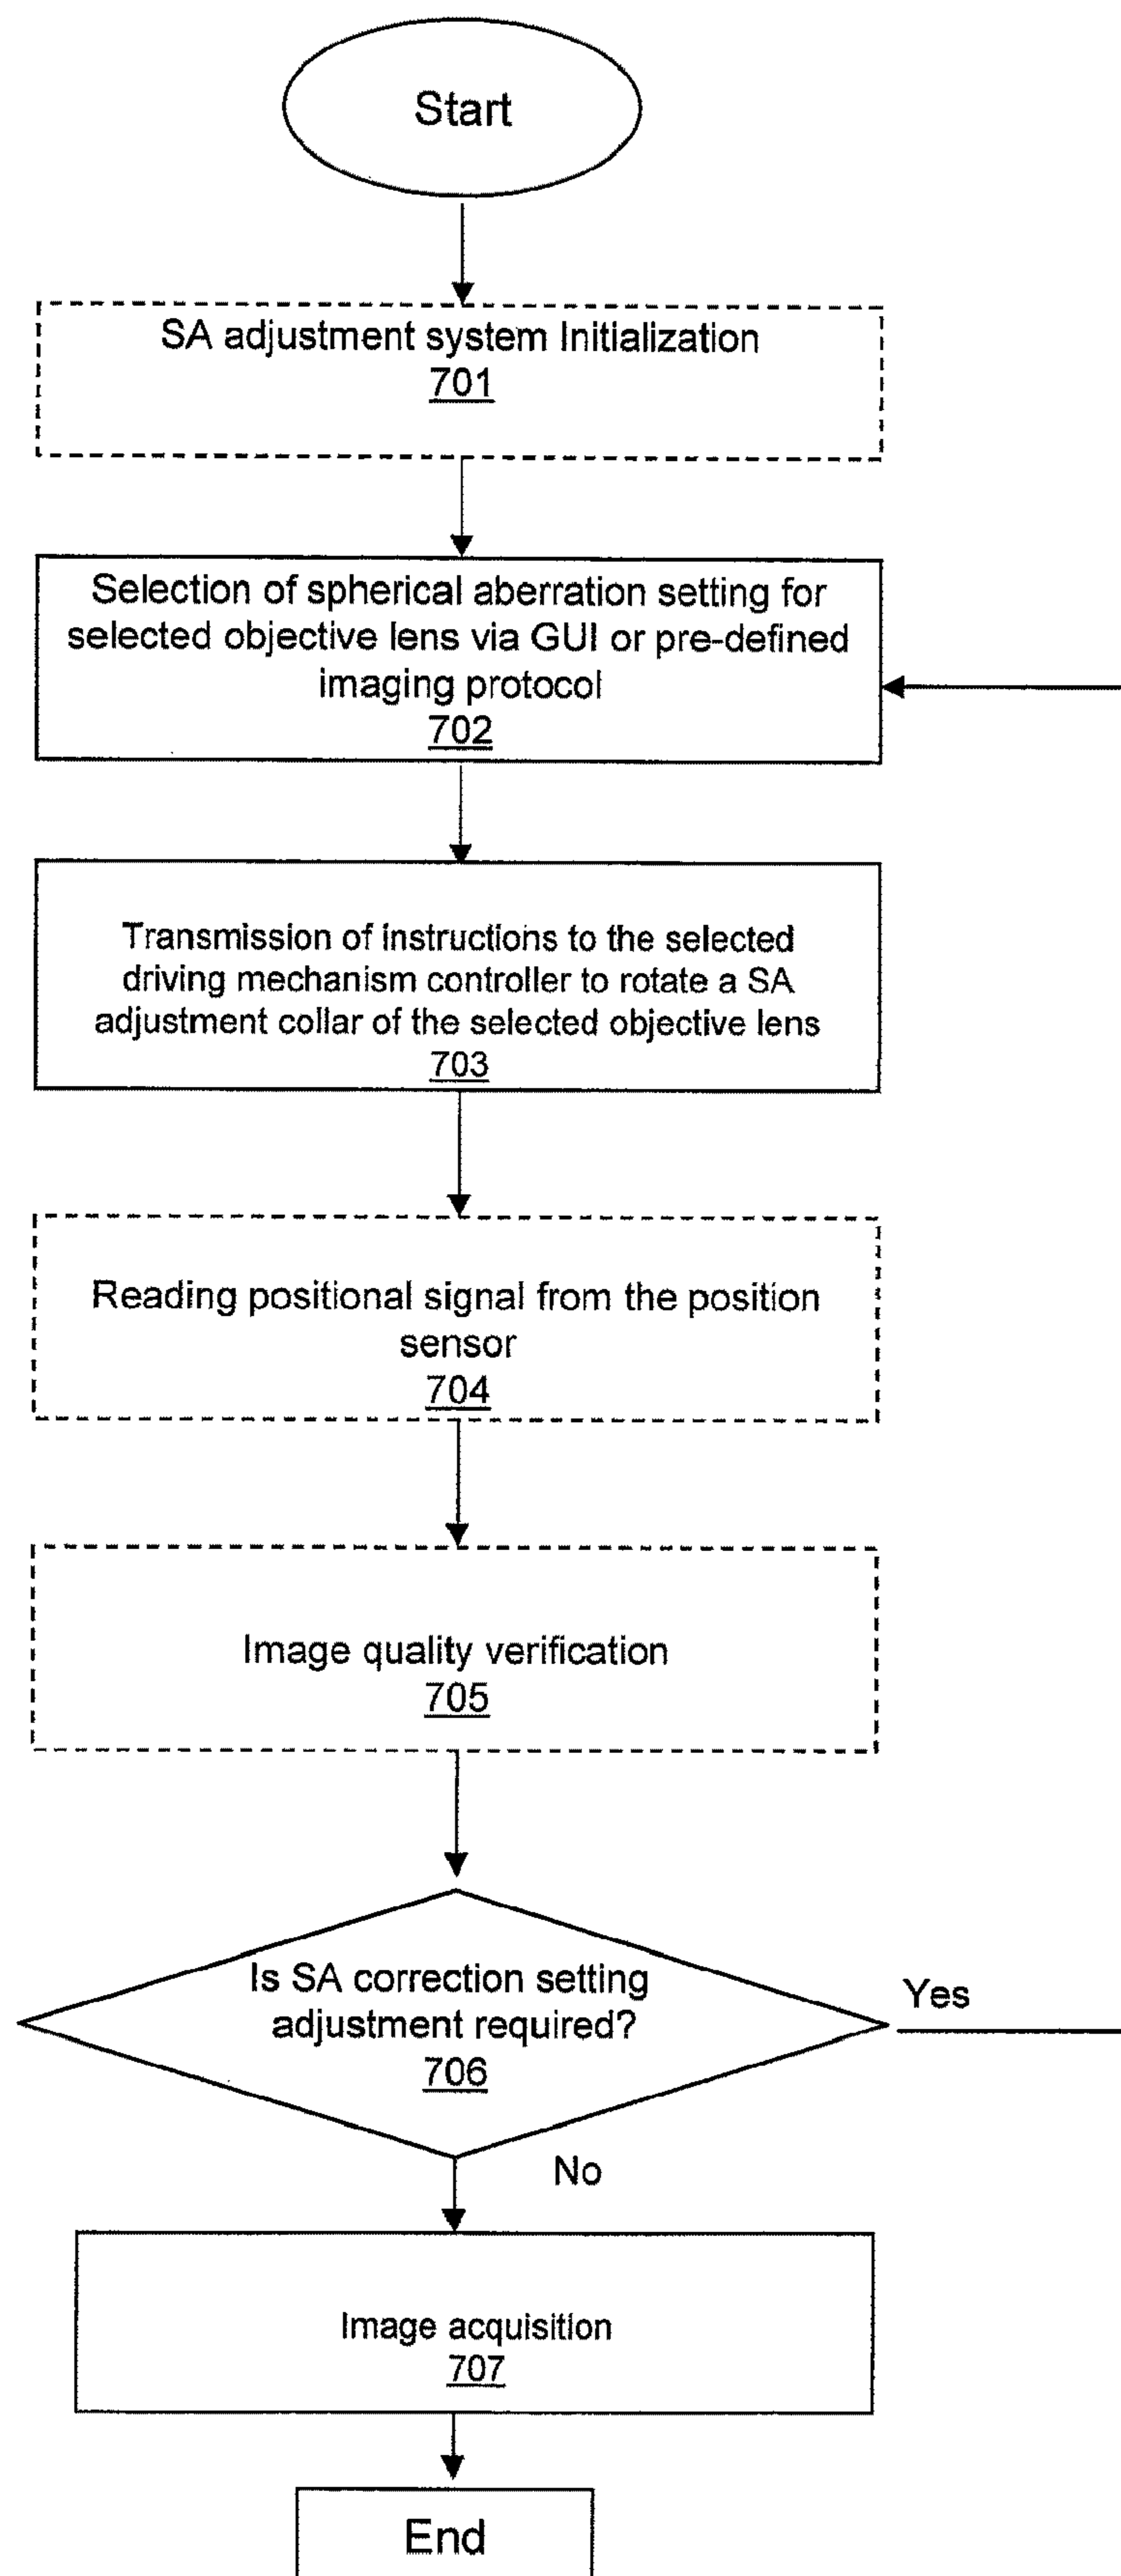 Start
SA adjustment system Initialization
701
Selection of spherical aberration setting for
selected objective lens via GUI or pre-defined
imaging protocol
702
Transmission of instructions to the selected
driving mechanism controller to rotate a SA
adjustment collar of the selected objective lens
703
Reading positional signal from the position
sensor
704
Image quality verification
705
Is SA correction setting
adjustment required?
706
Yes
No
Image acquisition
707
End